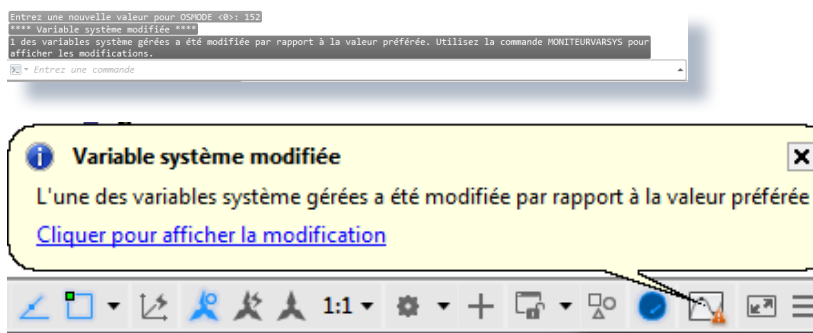 Entrez une nouvelle valeur pour OSMODE <0>: 152
**** Variable système modifiée ****
1 des variables système gérées a été modifiée par rapport à la valeur préférée. Utilisez la commande MONITEURVARSYS pour
afficher les modifications.
Entrez une commande
Variable système modifiée
L'une des variables système gérées a été modifiée par rapport à la valeur préférée
Cliquer pour afficher la modification
1:1